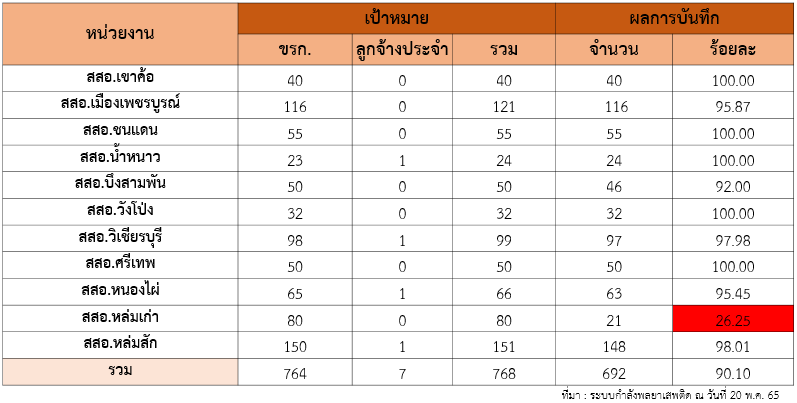 หน่วยงาน เป้าหมาย ผลการบันทึก
ขรก. ลูกจ้างประจำ รวม จำนวน ร้อยละ
สสอ.เขาค้อ 40 0 40 40 100.00
สสอ.เมืองเพชรบูรณ์ 116 0 121 116 95.87
สสอ.ชนแดน 55 0 55 55 100.00
สสอ.น้ำหนาว 23 1 24 24 100.00
สสอ.บึงสามพัน 50 0 50 46 92.00
สสอ.วังโป่ง 32 0 32 32 100.00
สสอ.วิเชียรบุรี 98 1 99 97 97.98
สสอ.ศรีเทพ 50 0 50 50 100.00
สสอ.หนองไผ่ 65 1 66 63 95.45
สสอ.หล่มเก่า 80 0 80 21 26.25
สสอ.หล่มสัก 150 1 151 148 98.01
รวม 764 7 768 692 90.10
ที่มา : ระบบกำลังพลยาเสพติด ณ วันที่ 20 พ.ค. 65